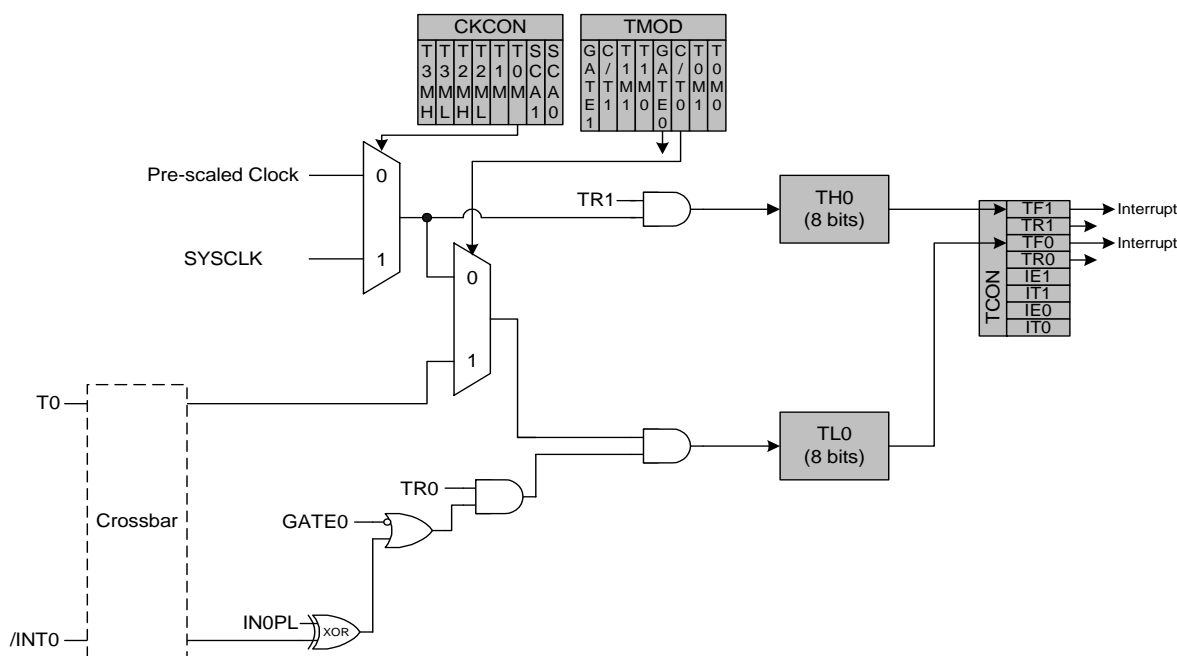 CKCON
T3MH
T3ML
T2MH
T2ML
T1M
T0M
SCA1
SCA0
TMOD
GATE1
C/T1
T1M1
T1M0
GATE0
C/T0
T0M1
T0M0
Pre-scaled Clock
0
SYSCLK
1
TR1
TH0
(8 bits)
TCON
TF1
TR1
TF0
TR0
IE1
IT1
IE0
IT0
Interrupt
Interrupt
0
1
T0
TL0
(8 bits)
TR0
Crossbar
GATE0
IN0PL
XOR
/INT0